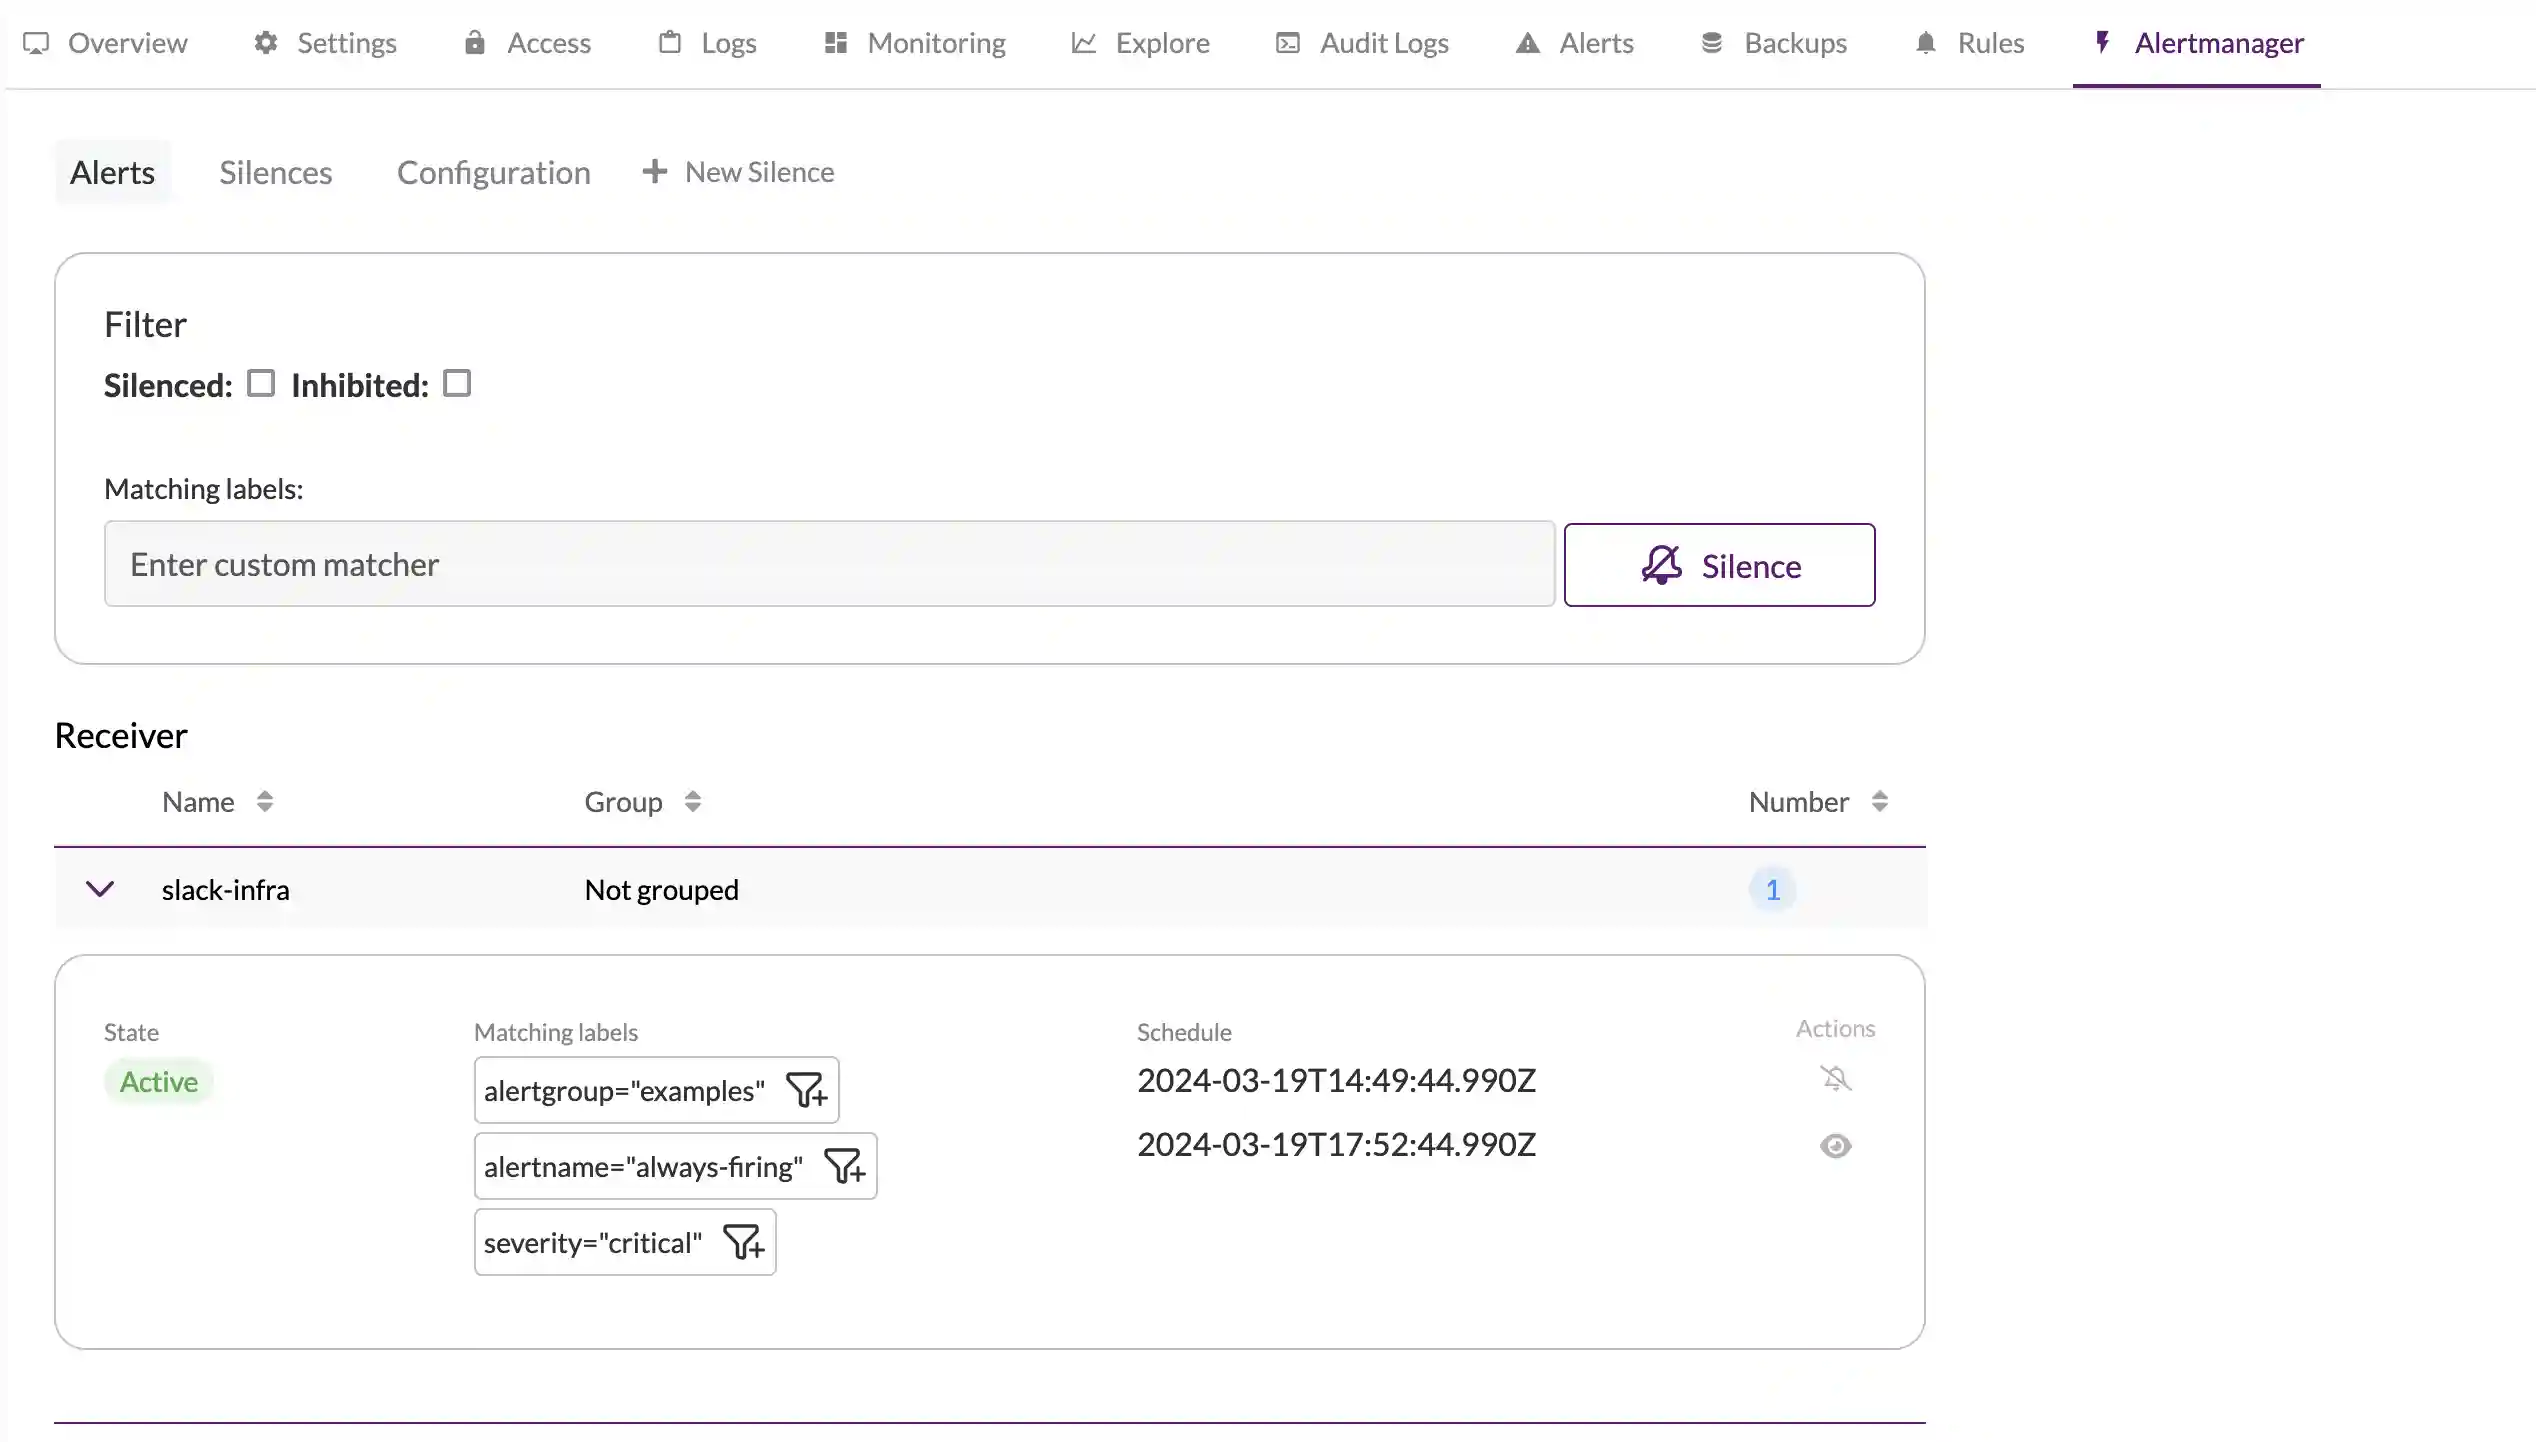 Overview Settings Access Logs Monitoring Explore Audit Logs Alerts Backups Rules Alertmanager
Alerts Silences Configuration + New Silence
Filter
Silenced: Inhibited:
Matching labels:
Enter custom matcher Silence
Receiver
Name Group Number
slack-infra Not grouped 1
State Matching labels Schedule Actions
Active alertgroup="examples" 2024-03-19T14:49:44.990Z
alertname="always-firing" 2024-03-19T17:52:44.990Z
severity="critical"